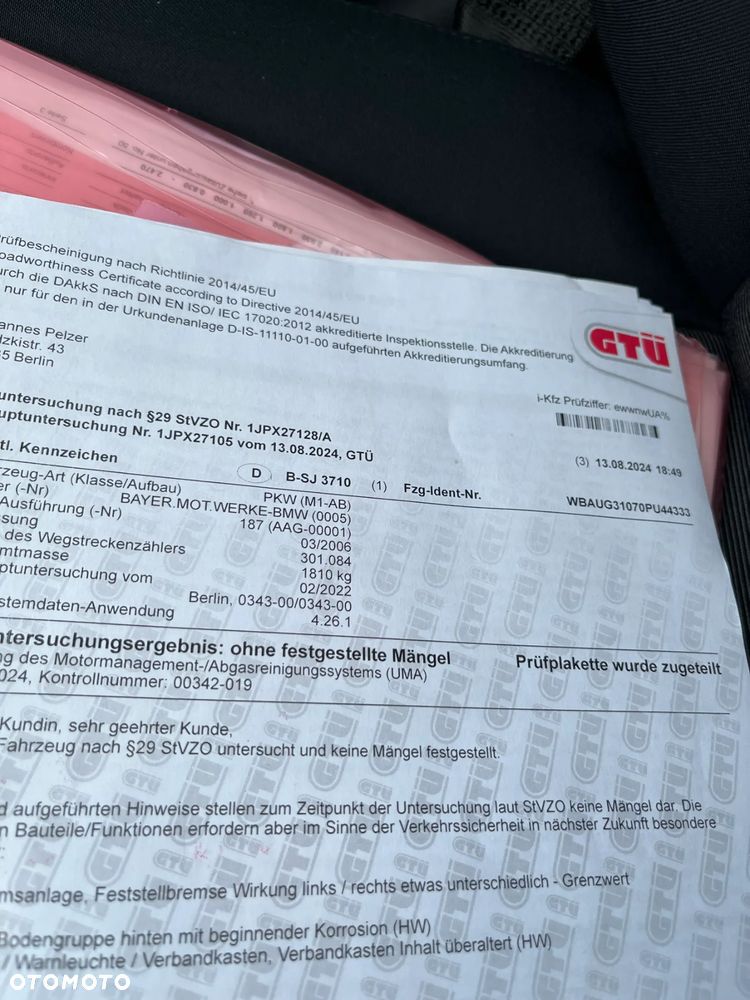 Seite 3
rüfbescheinigung nach Richtlinie 2014/45/EU
oadworthiness Certificate according to Directive 2014/45/EU
urch die DAkkS nach DIN EN ISO/ IEC 17020:2012 akkreditierte Inspektionsstelle. Die Akkreditierung
nur für den in der Urkundenanlage D-IS-11110-01-00 aufgeführten Akkreditierungsumfang.
GTÜ
annes Pelzer
zkistr. 43
5 Berlin
i-Kfz Prüfziffer: ewwnwUA%
untersuchung nach §29 StVZO Nr. 1JPX27128/A
auptuntersuchung Nr. 1JPX27105 vom 13.08.2024, GTÜ
(3) 13.08.2024 18:49
tl. Kennzeichen D B-SJ 3710 (1) Fzg-Ident-Nr. WBAUG31070PU44333
rzeug-Art (Klasse/Aufbau) PKW (M1-AB)
er (-Nr) BAYER.MOT.WERKE-BMW (0005)
Ausführung (-Nr) 187 (AAG-00001)
ssung 03/2006
des Wegstreckenzählers 301.084
mtmasse 1810 kg
ptuntersuchung vom 02/2022
Berlin, 0343-00/0343-00
stemdaten-Anwendung 4.26.1
ntersuchungsergebnis: ohne festgestellte Mängel Prüfplakette wurde zugeteilt
ng des Motormanagement-/Abgasreinigungssystems (UMA)
024, Kontrollnummer: 00342-019
Kundin, sehr geehrter Kunde,
Fahrzeug nach §29 StVZO untersucht und keine Mängel festgestellt.
d aufgeführten Hinweise stellen zum Zeitpunkt der Untersuchung laut StVZO keine Mängel dar. Die
n Bauteile/Funktionen erfordern aber im Sinne der Verkehrssicherheit in nächster Zukunft besondere
:
msanlage, Feststellbremse Wirkung links / rechts etwas unterschiedlich - Grenzwert
Bodengruppe hinten mit beginnender Korrosion (HW)
/ Warnleuchte / Verbandkasten, Verbandkasten Inhalt überaltert (HW)
OTOMOTO